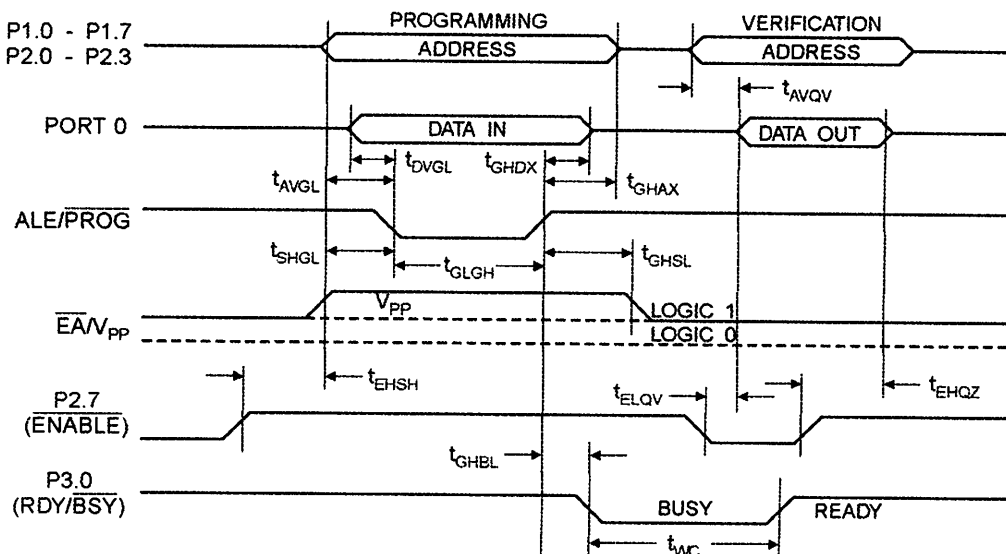 PROGRAMMING
VERIFICATION
P1.0 - P1.7
P2.0 - P2.3
ADDRESS
ADDRESS
tAVQV
PORT 0
DATA IN
DATA OUT
tDVGL
tGHDX
tAVGL
tGHAX
ALE/PROG
tSHGL
tGLGH
tGHSL
VPP
LOGIC 1
EA/VPP
LOGIC 0
tEHSH
tELQV
tEHQZ
P2.7
(ENABLE)
tGHBL
P3.0
(RDY/BSY)
BUSY
READY
tWC